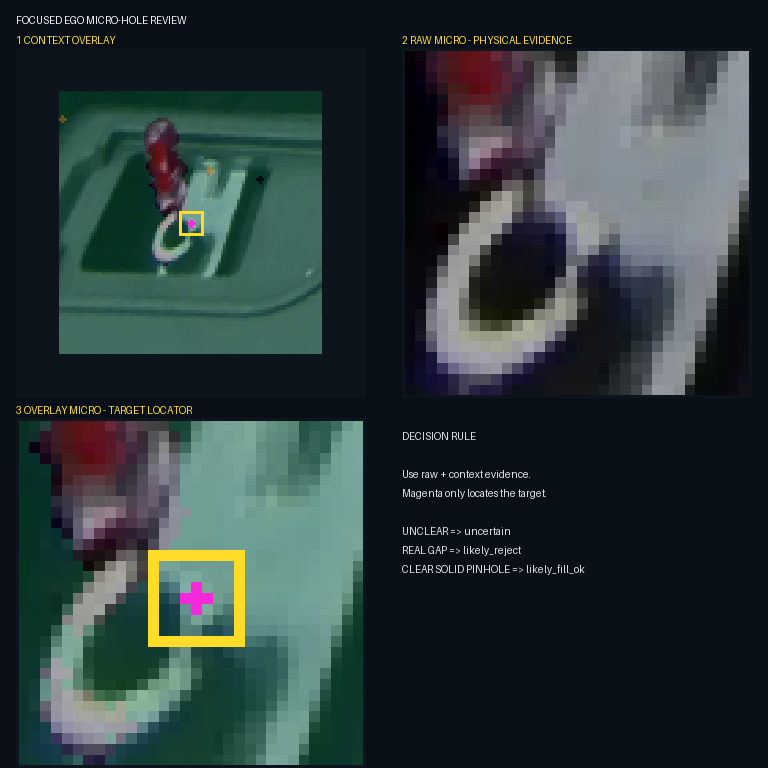 FOCUSED EGO MICRO-HOLE REVIEW
1 CONTEXT OVERLAY
2 RAW MICRO - PHYSICAL EVIDENCE
3 OVERLAY MICRO - TARGET LOCATOR
DECISION RULE
Use raw + context evidence.
Magenta only locates the target.
UNCLEAR => uncertain
REAL GAP => likely_reject
CLEAR SOLID PINHOLE => likely_fill_ok